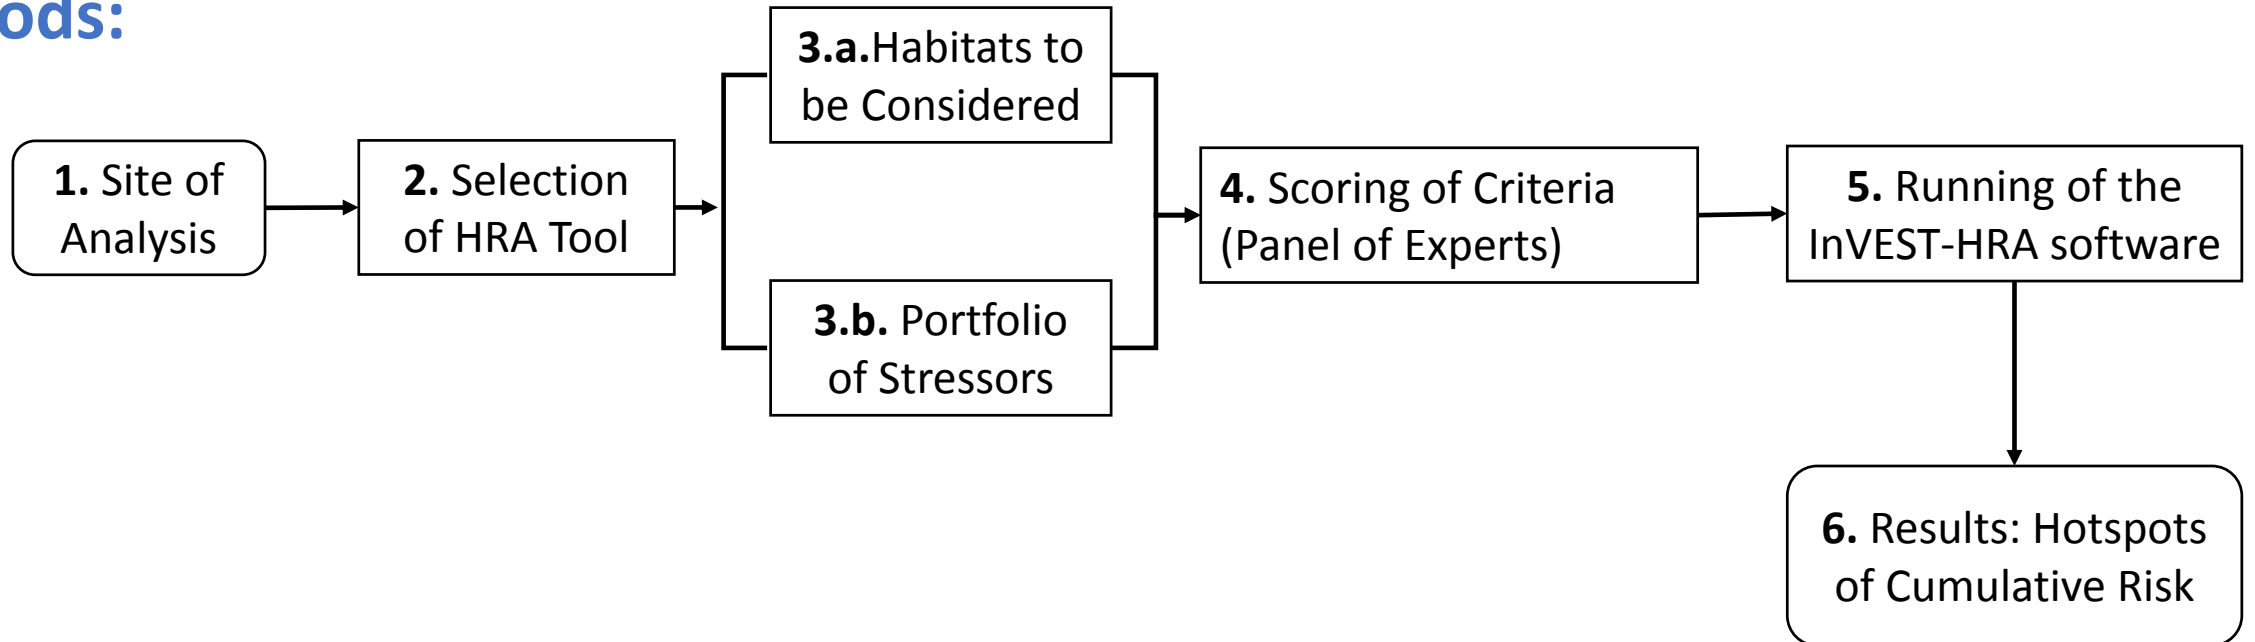 ods:
1. Site of
Analysis
2. Selection
of HRA Tool
3.a.Habitats to
be Considered
3.b. Portfolio
of Stressors
4. Scoring of Criteria
(Panel of Experts)
5. Running of the
InVEST-HRA software
6. Results: Hotspots
of Cumulative Risk